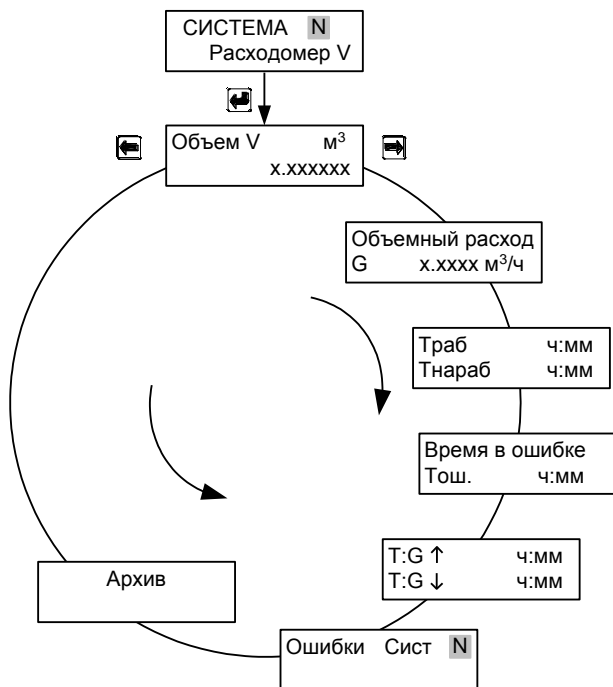 СИСТЕМА N
Расходомер V
Объем V м³
x.xxxxxx
Объемный расход
G x.xxxx м³/ч
Траб ч:мм
Тнараб ч:мм
Время в ошибке
Тош. ч:мм
T:G ↑ ч:мм
T:G ↓ ч:мм
Архив
Ошибки Сист N